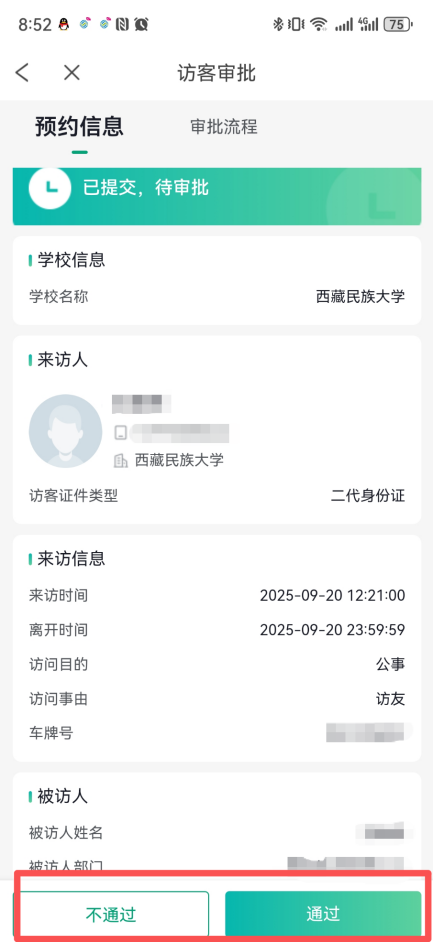 8:52
4G
75
访客审批
预约信息
审批流程
已提交，待审批
学校信息
学校名称 西藏民族大学
来访人
西藏民族大学
访客证件类型 二代身份证
来访信息
来访时间 2025-09-20 12:21:00
离开时间 2025-09-20 23:59:59
访问目的 公事
访问事由 访友
车牌号
被访人
被访人姓名
被访人部门
不通过
通过